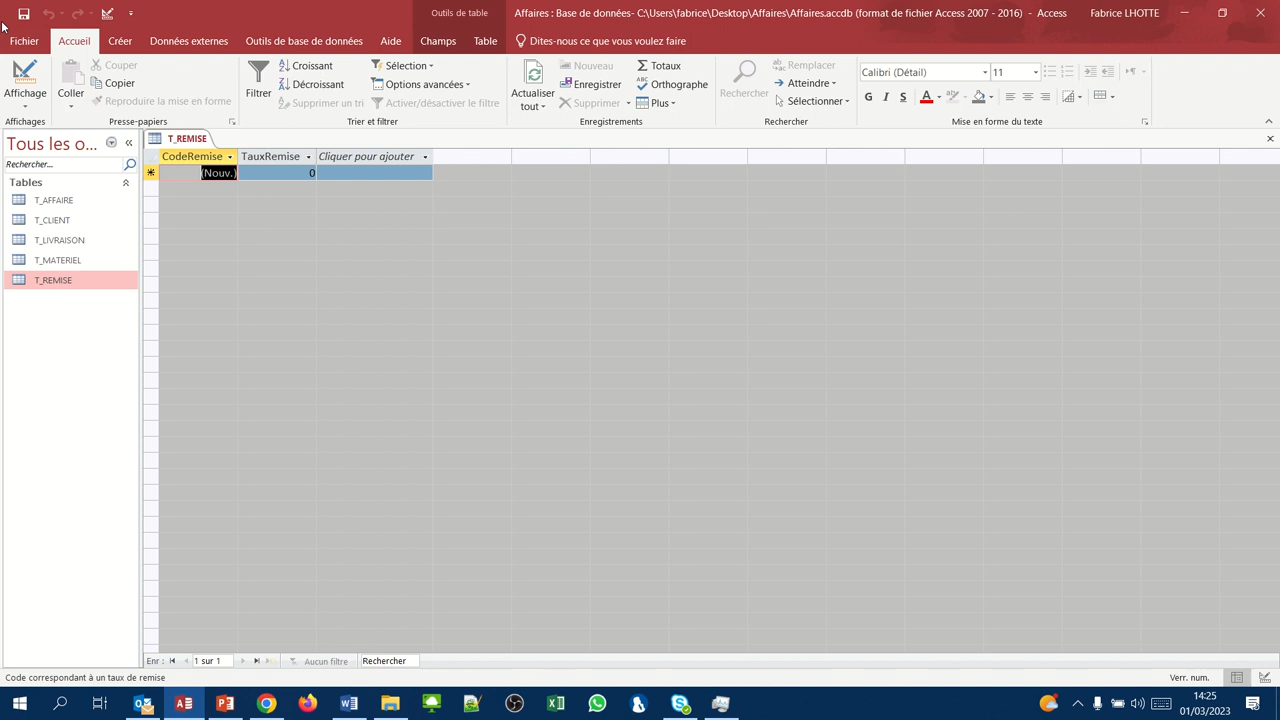 Outils de table
Affaires : Base de données- C:\Users\fabrice\Desktop\Affaires\Affaires.accdb (format de fichier Access 2007 - 2016) - Access
Fabrice LHOTTE
Fichier
Accueil
Créer
Données externes
Outils de base de données
Aide
Champs
Table
Dites-nous ce que vous voulez faire
Couper
Copier
Reproduira la mise en forme
Affichage
Coller
Filtrer
Croissant
Décroissant
Supprimer un tri
Sélection
Options avancées
Activer/désactiver le filtre
Actualiser
tout
Nouveau
Enregistrer
Supprimer
Totaux
Orthographe
Plus
Rechercher
Remplacer
Atteindre
Sélectionner
Calibri (Détail)
11
G I S A
Affichages
Presse-papiers
Trier et filtrer
Enregistrements
Rechercher
Mise en forme du texte
Tous les o...
Rechercher...
Tables
T_AFFAIRE
T_CLIENT
T_LIVRAISON
T_MATERIEL
T_REMISE
T_REMISE
CodeRemise
TauxRemise
Cliquer pour ajouter
(Nouv.)
0
Enr :
1 sur 1
Aucun filtre
Rechercher
Code correspondant à un taux de remise
Verr. num.
14:25
01/03/2023